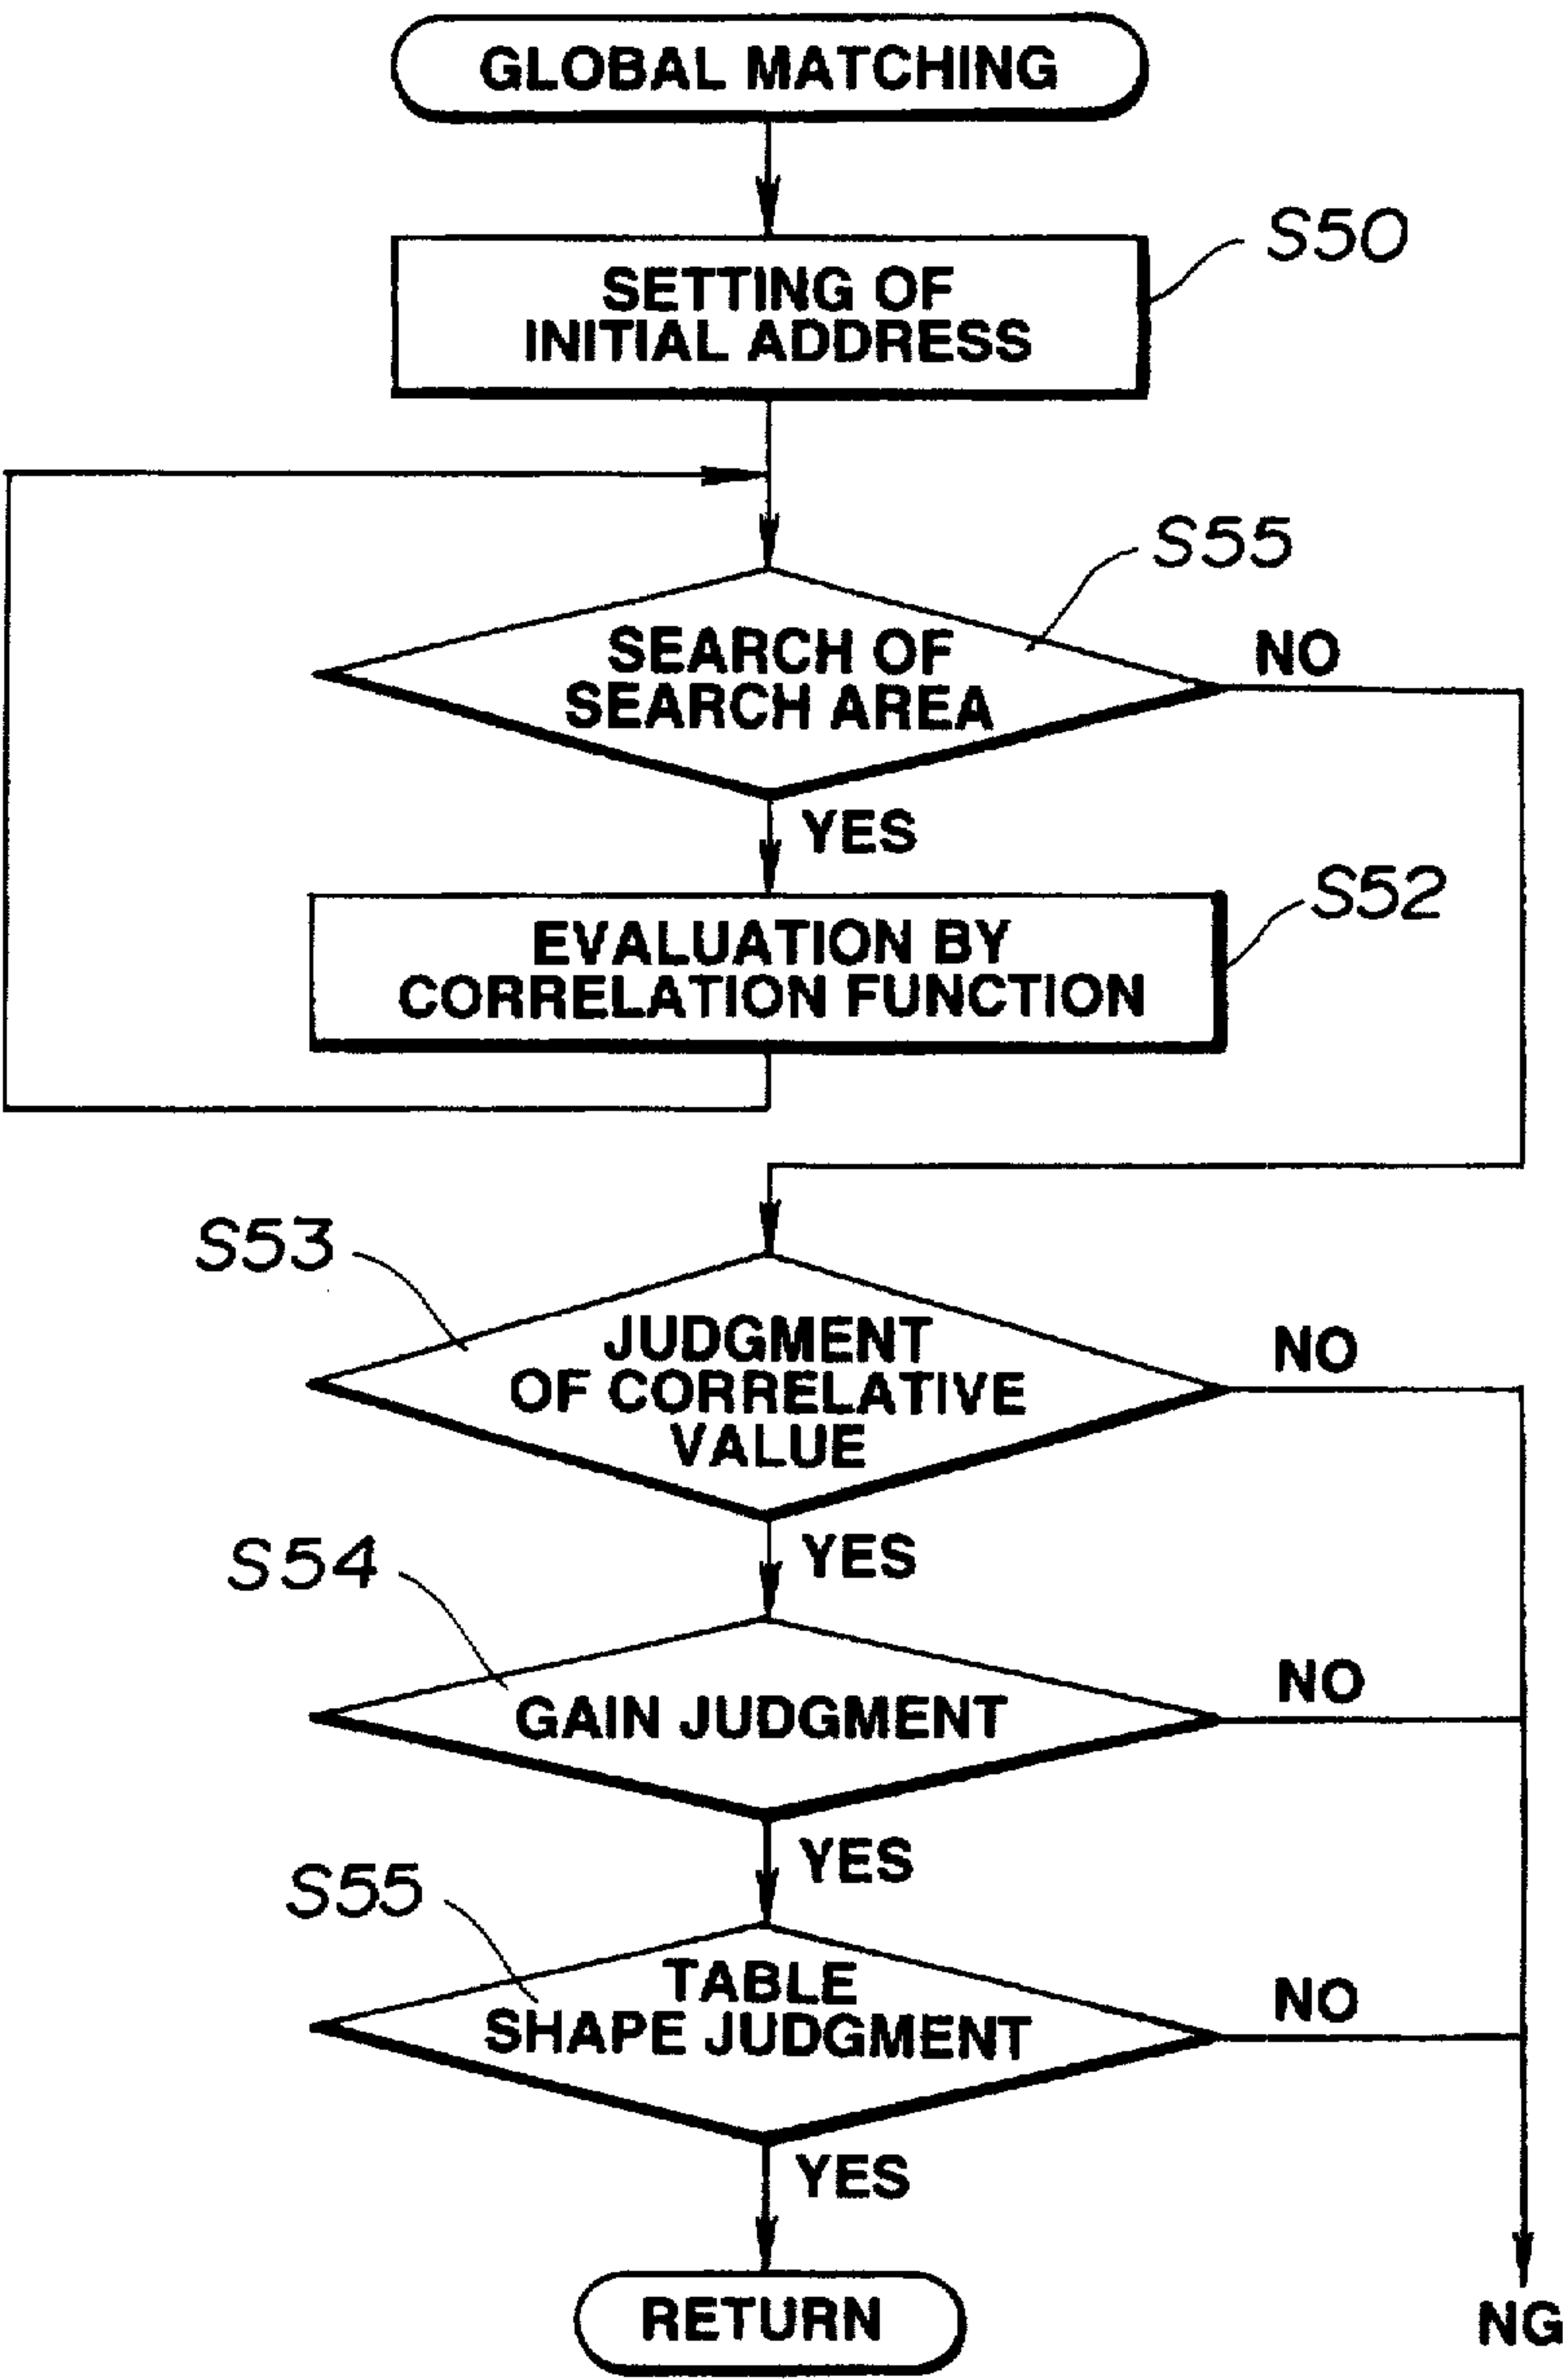 GLOBAL MATCHING
S50
SETTING OF
INITIAL ADDRESS
S55
SEARCH OF
SEARCH AREA
NO
YES
S52
EVALUATION BY
CORRELATION FUNCTION
S53
JUDGMENT
OF CORRELATIVE
VALUE
NO
YES
S54
GAIN JUDGMENT
NO
YES
S55
TABLE
SHAPE JUDGMENT
NO
YES
RETURN
NG